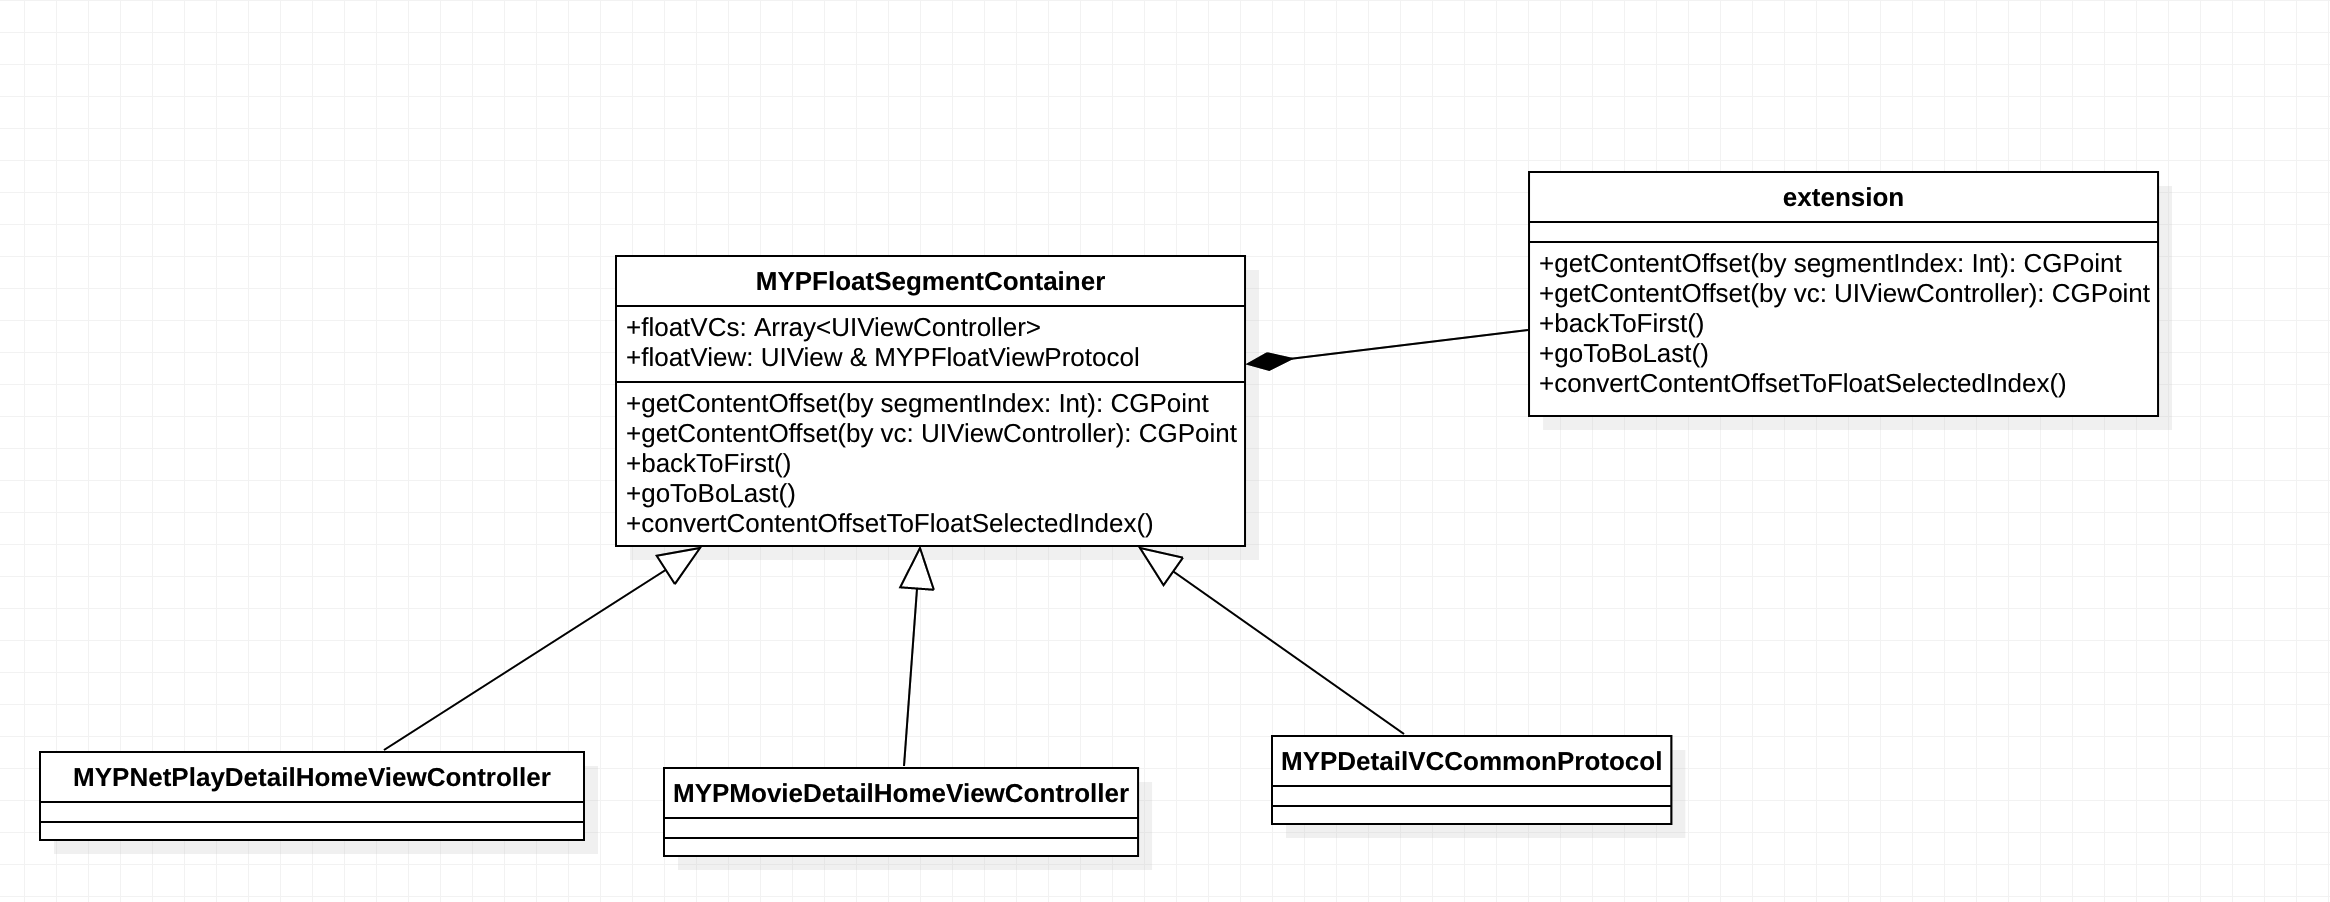 extension
+getContentOffset(by segmentIndex: Int): CGPoint
+getContentOffset(by vc: UIViewController): CGPoint
+backToFirst()
+goToBoLast()
+convertContentOffsetToFloatSelectedIndex()
MYPFloatSegmentContainer
+floatVCs: Array<UIViewController>
+floatView: UIView & MYPFloatViewProtocol
+getContentOffset(by segmentIndex: Int): CGPoint
+getContentOffset(by vc: UIViewController): CGPoint
+backToFirst()
+goToBoLast()
+convertContentOffsetToFloatSelectedIndex()
MYPNetPlayDetailHomeViewController
MYPMovieDetailHomeViewController
MYPDetailVCCommonProtocol